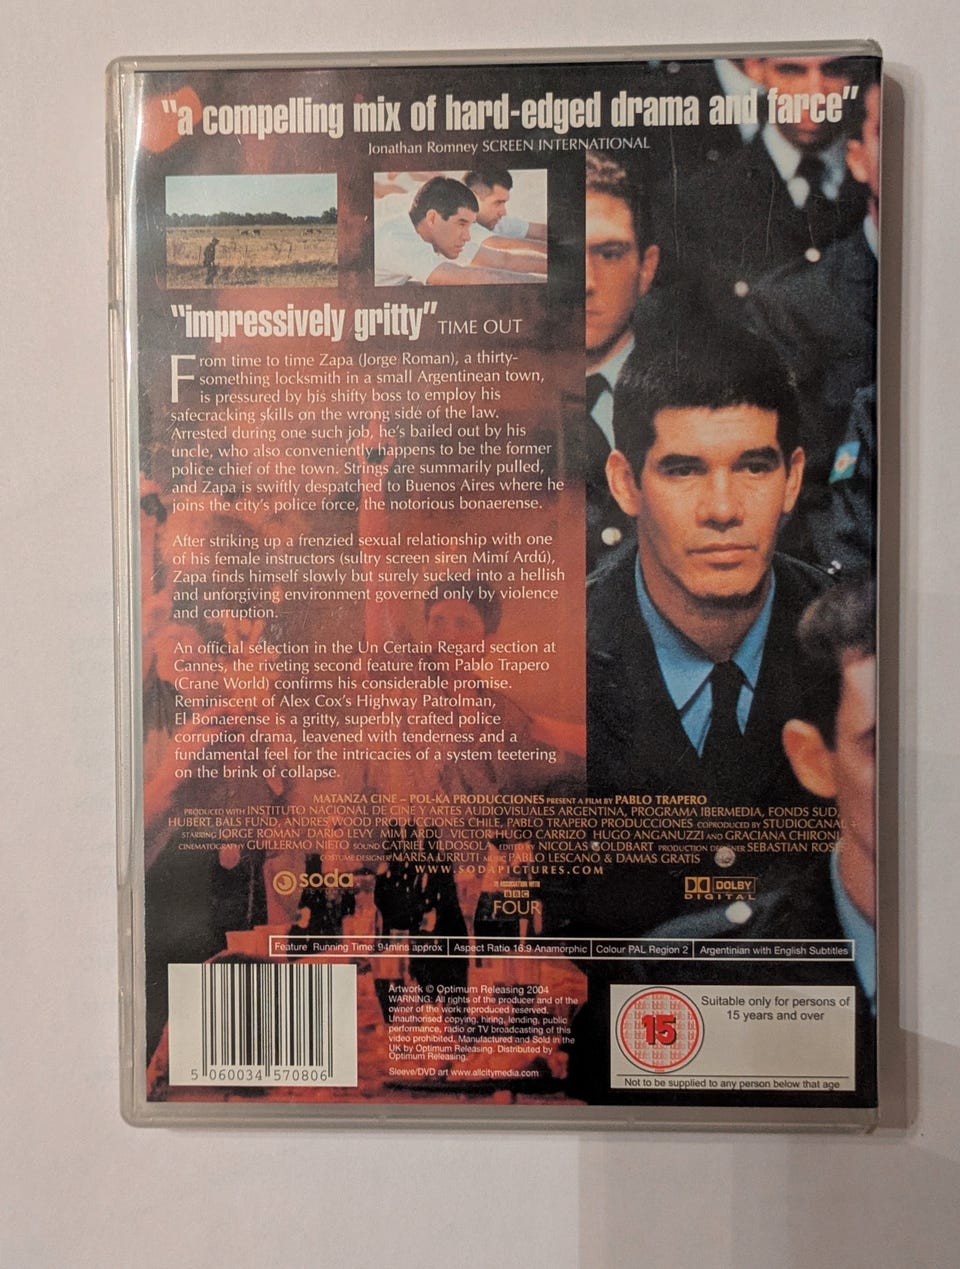 "a compelling mix of hard-edged drama and farce"
Jonathan Romney SCREEN INTERNATIONAL
"impressively gritty" TIME OUT
From time to time Zapa (Jorge Roman), a thirty-
something locksmith in a small Argentinean town,
is pressured by his shifty boss to employ his
safecracking skills on the wrong side of the law.
Arrested during one such job, he's bailed out by his
uncle, who also conveniently happens to be the former
police chief of the town. Strings are summarily pulled,
and Zapa is swiftly despatched to Buenos Aires where he
joins the city's police force, the notorious bonaerense.
After striking up a frenzied sexual relationship with one
of his female instructors (sultry screen siren Mimí Ardú),
Zapa finds himself slowly but surely sucked into a hellish
and unforgiving environment governed only by violence
and corruption.
An official selection in the Un Certain Regard section at
Cannes, the riveting second feature from Pablo Trapero
(Crane World) confirms his considerable promise.
Reminiscent of Alex Cox's Highway Patrolman,
El Bonaerense is a gritty, superbly crafted police
corruption drama, leavened with tenderness and a
fundamental feel for the intricacies of a system teetering
on the brink of collapse.
MATANZA CINE – POL-KA PRODUCCIONES PRESENT A FILM BY PABLO TRAPERO
PRODUCED WITH INSTITUTO NACIONAL DE CINE Y ARTES AUDIOVISUALES ARGENTINA, PROGRAMA IBERMEDIA, FONDS SUD,
HUBERT BALS FUND, ANDRES WOOD PRODUCCIONES CHILE, PABLO TRAPERO PRODUCCIONES COPRODUCED BY STUDIOCANAL
STARRING JORGE ROMAN DARIO LEVY MIMI ARDU VICTOR HUGO CARRIZO HUGO ANGANUZZI AND GRACIANA CHIRONI
CINEMATOGRAPHY GUILLERMO NIETO SOUND CATRIEL VILDOSOLA EDITED BY NICOLAS GOLDBART PRODUCTION DESIGNER SEBASTIAN ROSES
COSTUME DESIGNER MARISA URRUTI MUSIC PABLO LESCANO & DAMAS GRATIS
WWW.SODAPICTURES.COM
soda
PICTURES
IN ASSOCIATION WITH
BBC
FOUR
DOLBY
DIGITAL
Feature Running Time: 94mins approx Aspect Ratio 16:9 Anamorphic Colour PAL Region 2 Argentinian with English Subtitles
Artwork © Optimum Releasing 2004
WARNING: All rights of the producer and of the
owner of the work reproduced reserved.
Unauthorised copying, hiring, lending, public
performance, radio or TV broadcasting of this
video prohibited. Manufactured and Sold in the
UK by Optimum Releasing. Distributed by
Optimum Releasing.
Sleeve/DVD art www.allcitymedia.com
5 060034 570806
15
Suitable only for persons of
15 years and over
Not to be supplied to any person below that age